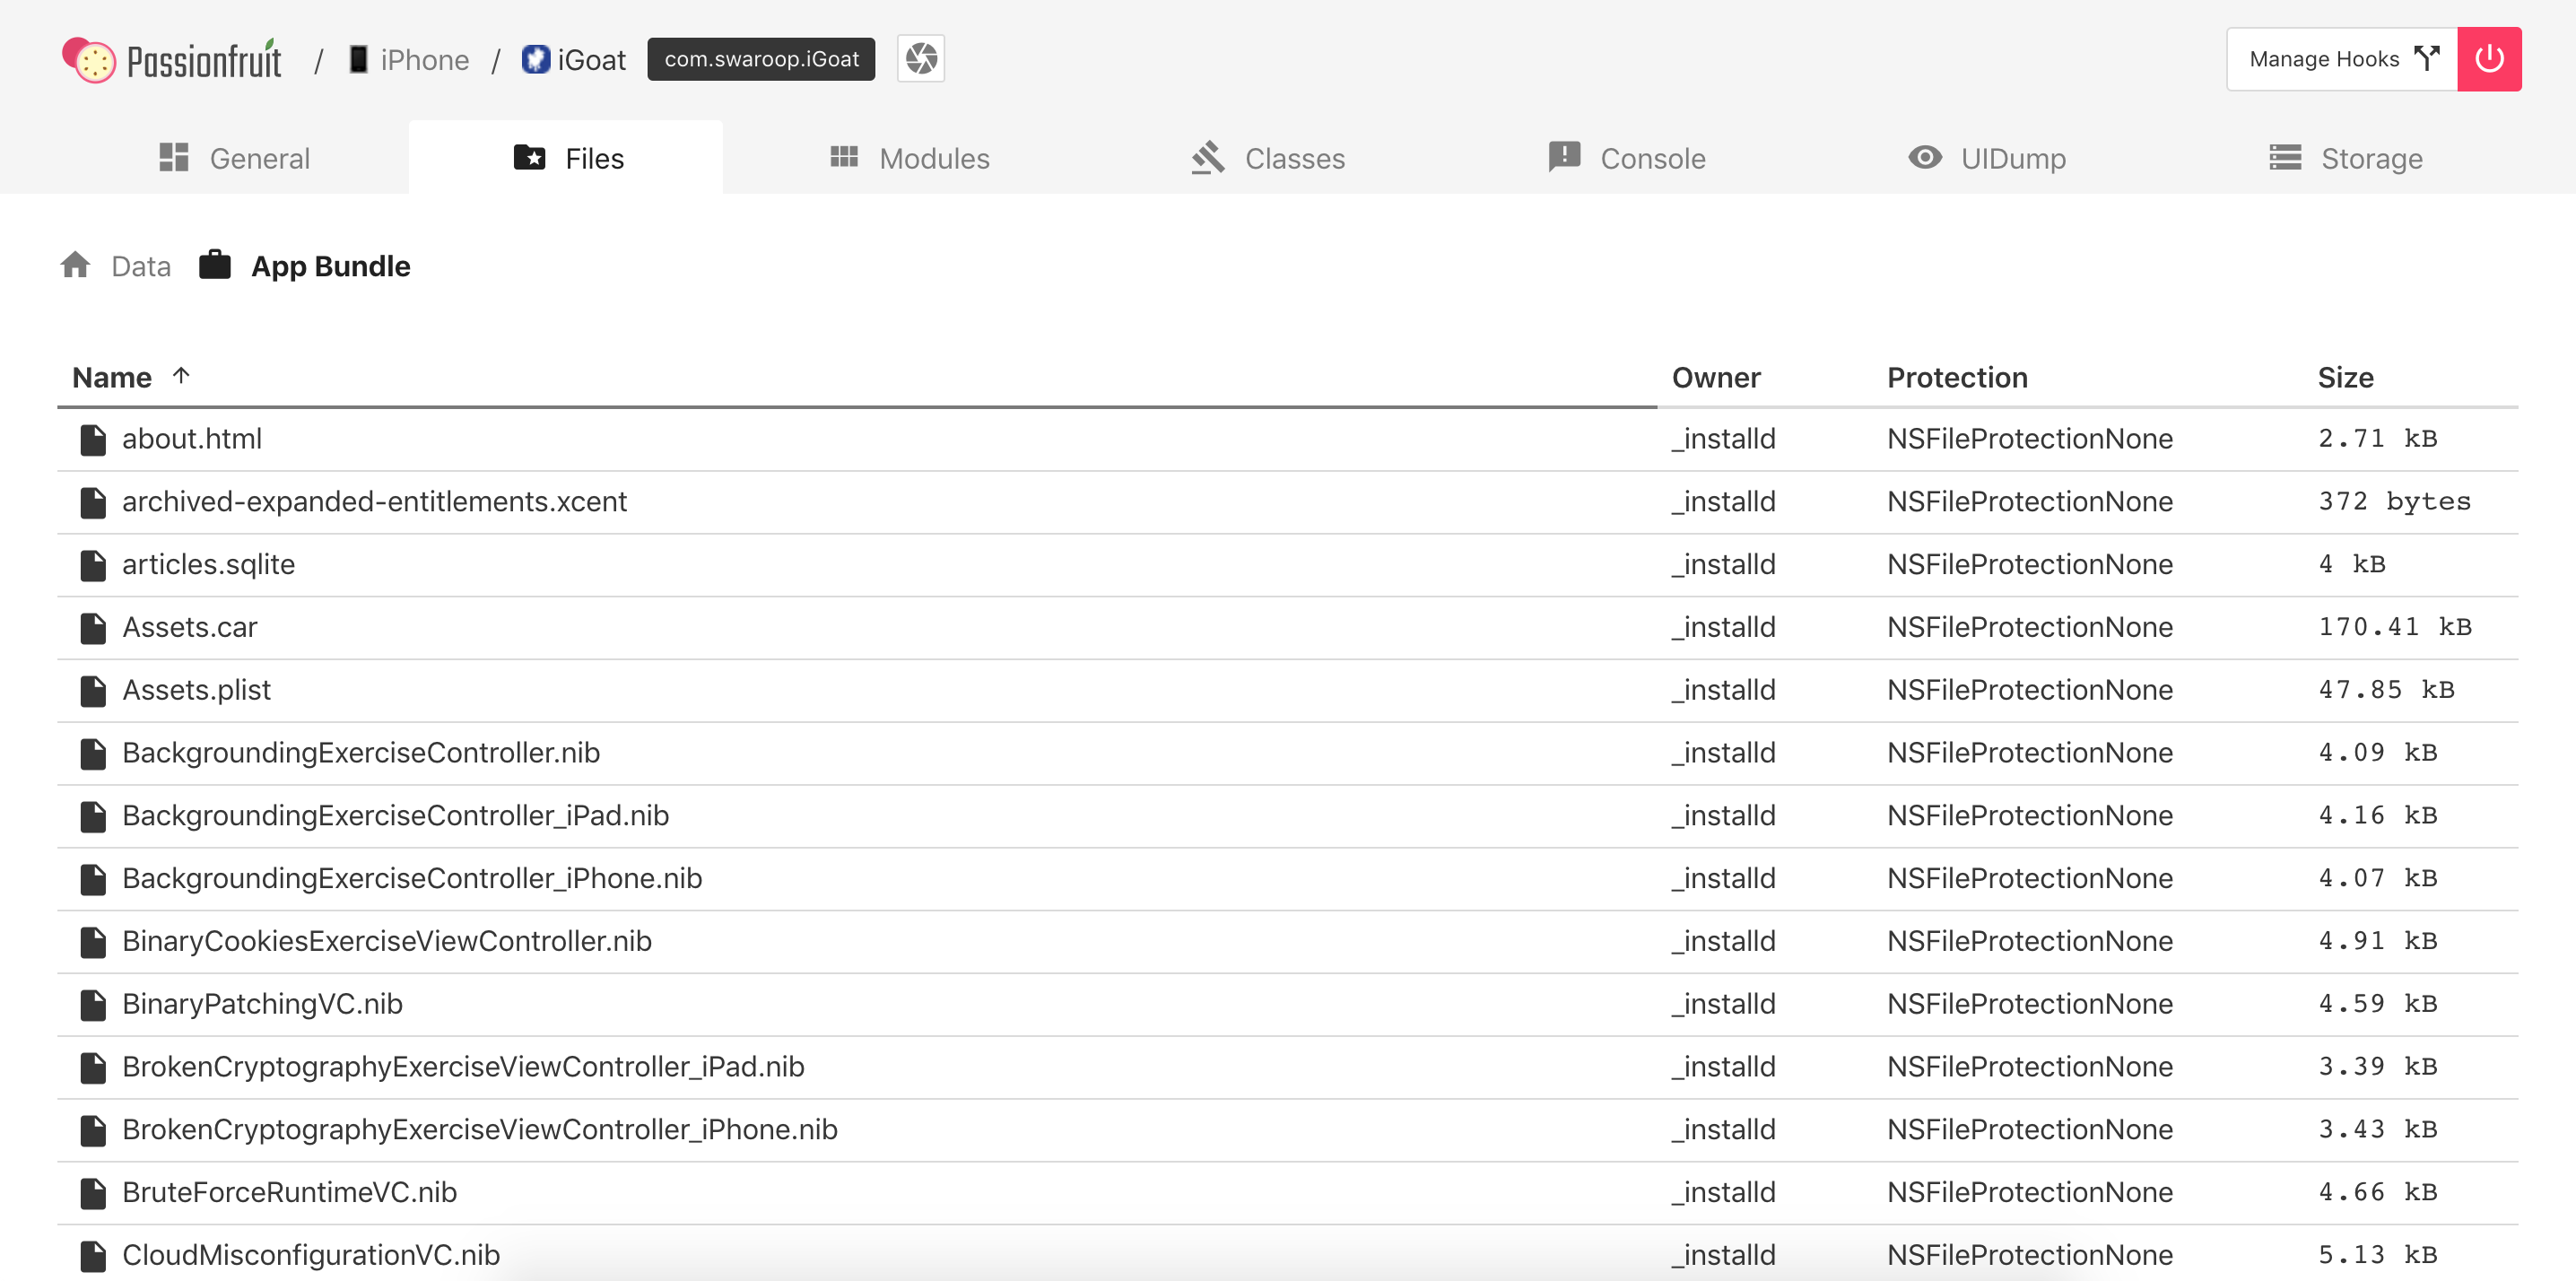 Passionfruit / iPhone / iGoat com.swaroop.iGoat Manage Hooks
General Files Modules Classes Console UIDump Storage
Data App Bundle
Name ↑ Owner Protection Size
about.html _installd NSFileProtectionNone 2.71 kB
archived-expanded-entitlements.xcent _installd NSFileProtectionNone 372 bytes
articles.sqlite _installd NSFileProtectionNone 4 kB
Assets.car _installd NSFileProtectionNone 170.41 kB
Assets.plist _installd NSFileProtectionNone 47.85 kB
BackgroundingExerciseController.nib _installd NSFileProtectionNone 4.09 kB
BackgroundingExerciseController_iPad.nib _installd NSFileProtectionNone 4.16 kB
BackgroundingExerciseController_iPhone.nib _installd NSFileProtectionNone 4.07 kB
BinaryCookiesExerciseViewController.nib _installd NSFileProtectionNone 4.91 kB
BinaryPatchingVC.nib _installd NSFileProtectionNone 4.59 kB
BrokenCryptographyExerciseViewController_iPad.nib _installd NSFileProtectionNone 3.39 kB
BrokenCryptographyExerciseViewController_iPhone.nib _installd NSFileProtectionNone 3.43 kB
BruteForceRuntimeVC.nib _installd NSFileProtectionNone 4.66 kB
CloudMisconfigurationVC.nib _installd NSFileProtectionNone 5.13 kB